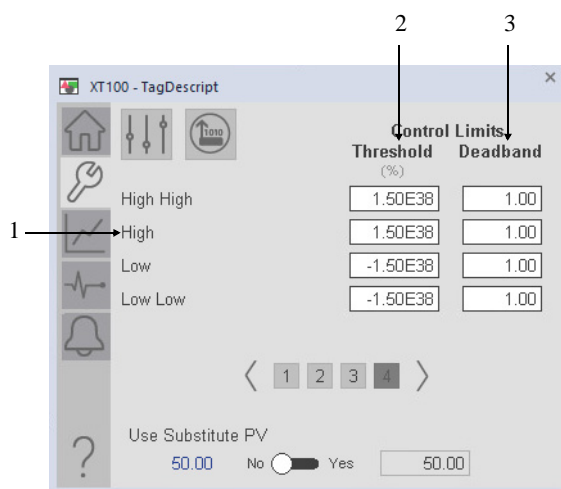 2 3
XT100 - TagDescript ×
1010
Control Limits
Threshold Deadband
(%)
High High 1.50E38 1.00
1 High 1.50E38 1.00
Low -1.50E38 1.00
Low Low -1.50E38 1.00
1 2 3 4
Use Substitute PV
? 50.00 No Yes 50.00